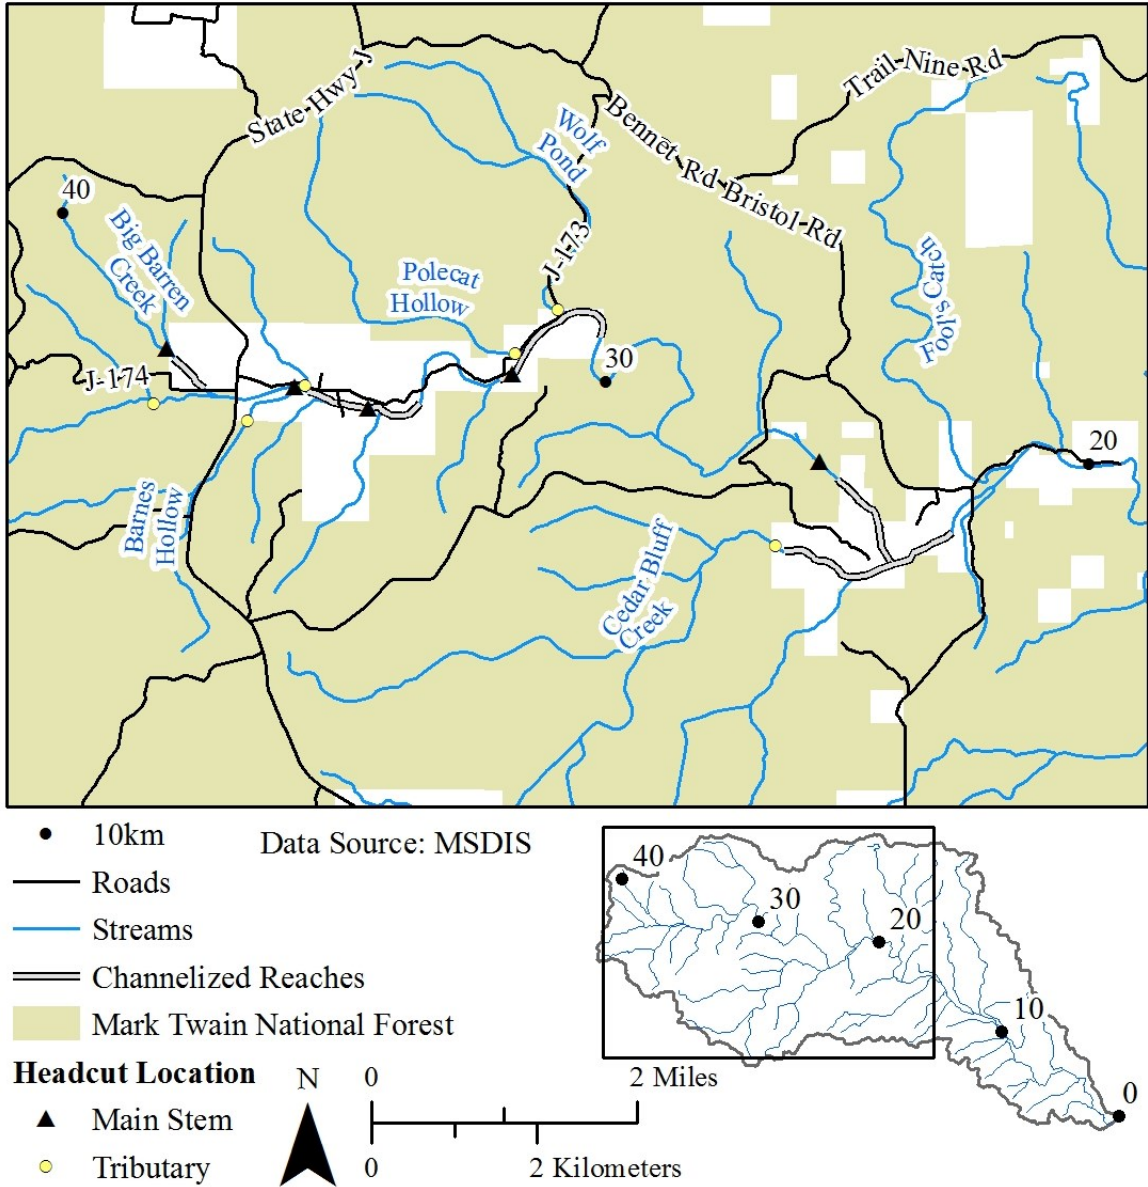 Trail Nine Rd
State Hwy J
Wolf
Pond
Bennet Rd
Bristol Rd
40
Big Barren
Creek
J-173
Polecat
Hollow
Fool's Catch
30
J-174
20
Barnes
Hollow
Cedar Bluff
Creek
10km
Data Source: MSDIS
Roads
Streams
Channelized Reaches
Mark Twain National Forest
Headcut Location
Main Stem
Tributary
N
0
2 Miles
0
2 Kilometers
40
30
20
10
0